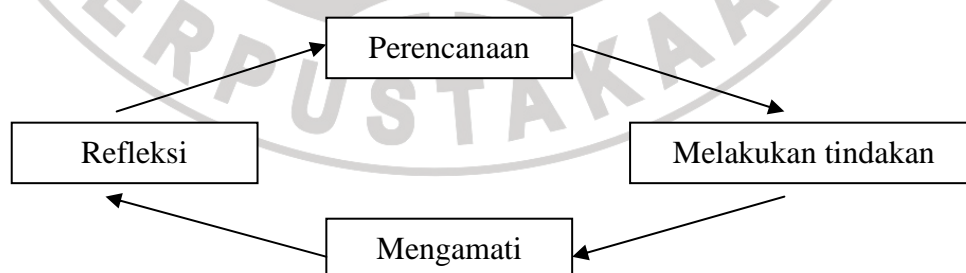 Perencanaan
Refleksi
Melakukan tindakan
Mengamati
ERPUSTAKAA